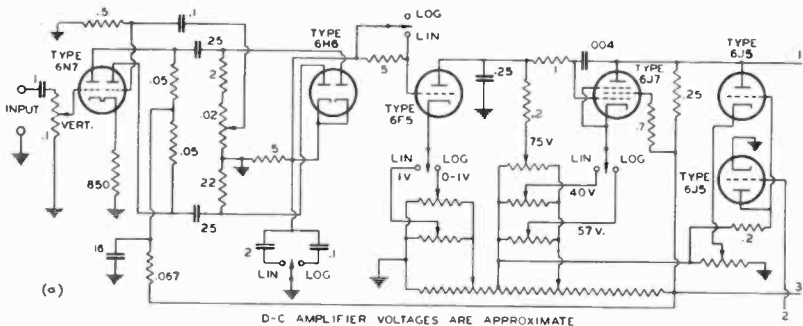 .5
.1
TYPE
6N7
.25
TYPE
6H6
LOG
LIN
.5
TYPE
6F5
.25
.1
.004
TYPE
6J7
.25
TYPE
6J5
1
.1
INPUT
VERT.
.1
.05
.05
.2
.02
.22
.5
.2
75 V
.7
TYPE
6J5
850
.25
LIN
LOG
1V
0-1V
LIN
LOG
40V
57 V.
.2
16
.067
.2
.1
LIN
LOG
(a)
3
2
D-C AMPLIFIER VOLTAGES ARE APPROXIMATE